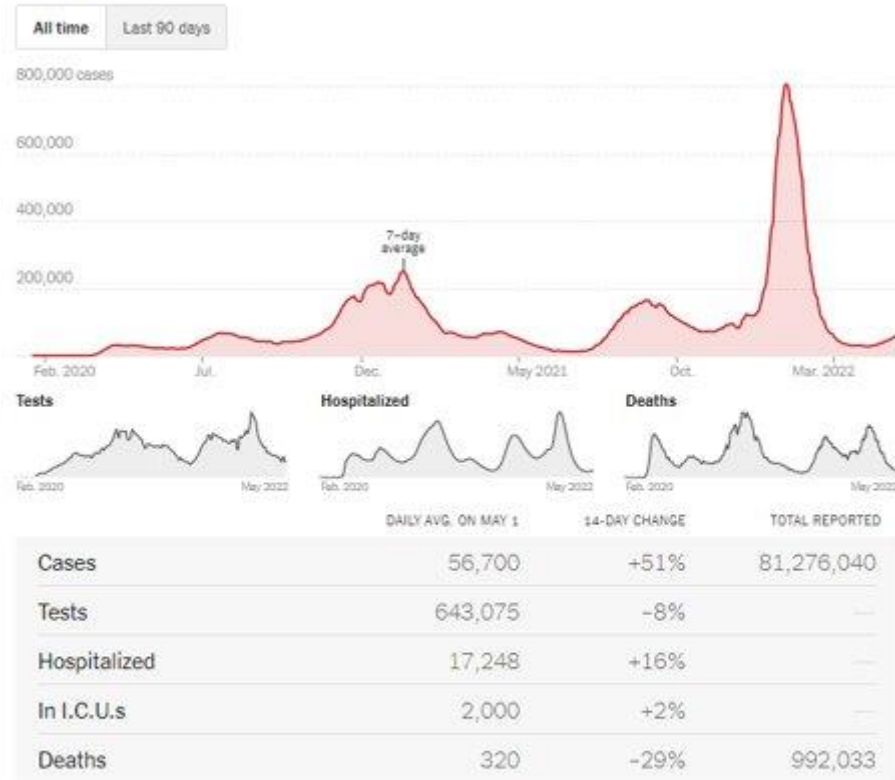 All time Last 90 days
800,000 cases
600,000
400,000
7–day
average
200,000
Feb. 2020 Jul. Dec. May 2021 Oct. Mar. 2022
Tests Hospitalized Deaths
Feb. 2020 May 2022 Feb. 2020 May 2022 Feb. 2020 May 2022
DAILY AVG. ON MAY 1 14-DAY CHANGE TOTAL REPORTED
Cases 56,700 +51% 81,276,040
Tests 643,075 –8% —
Hospitalized 17,248 +16% —
In I.C.U.s 2,000 +2% —
Deaths 320 –29% 992,033